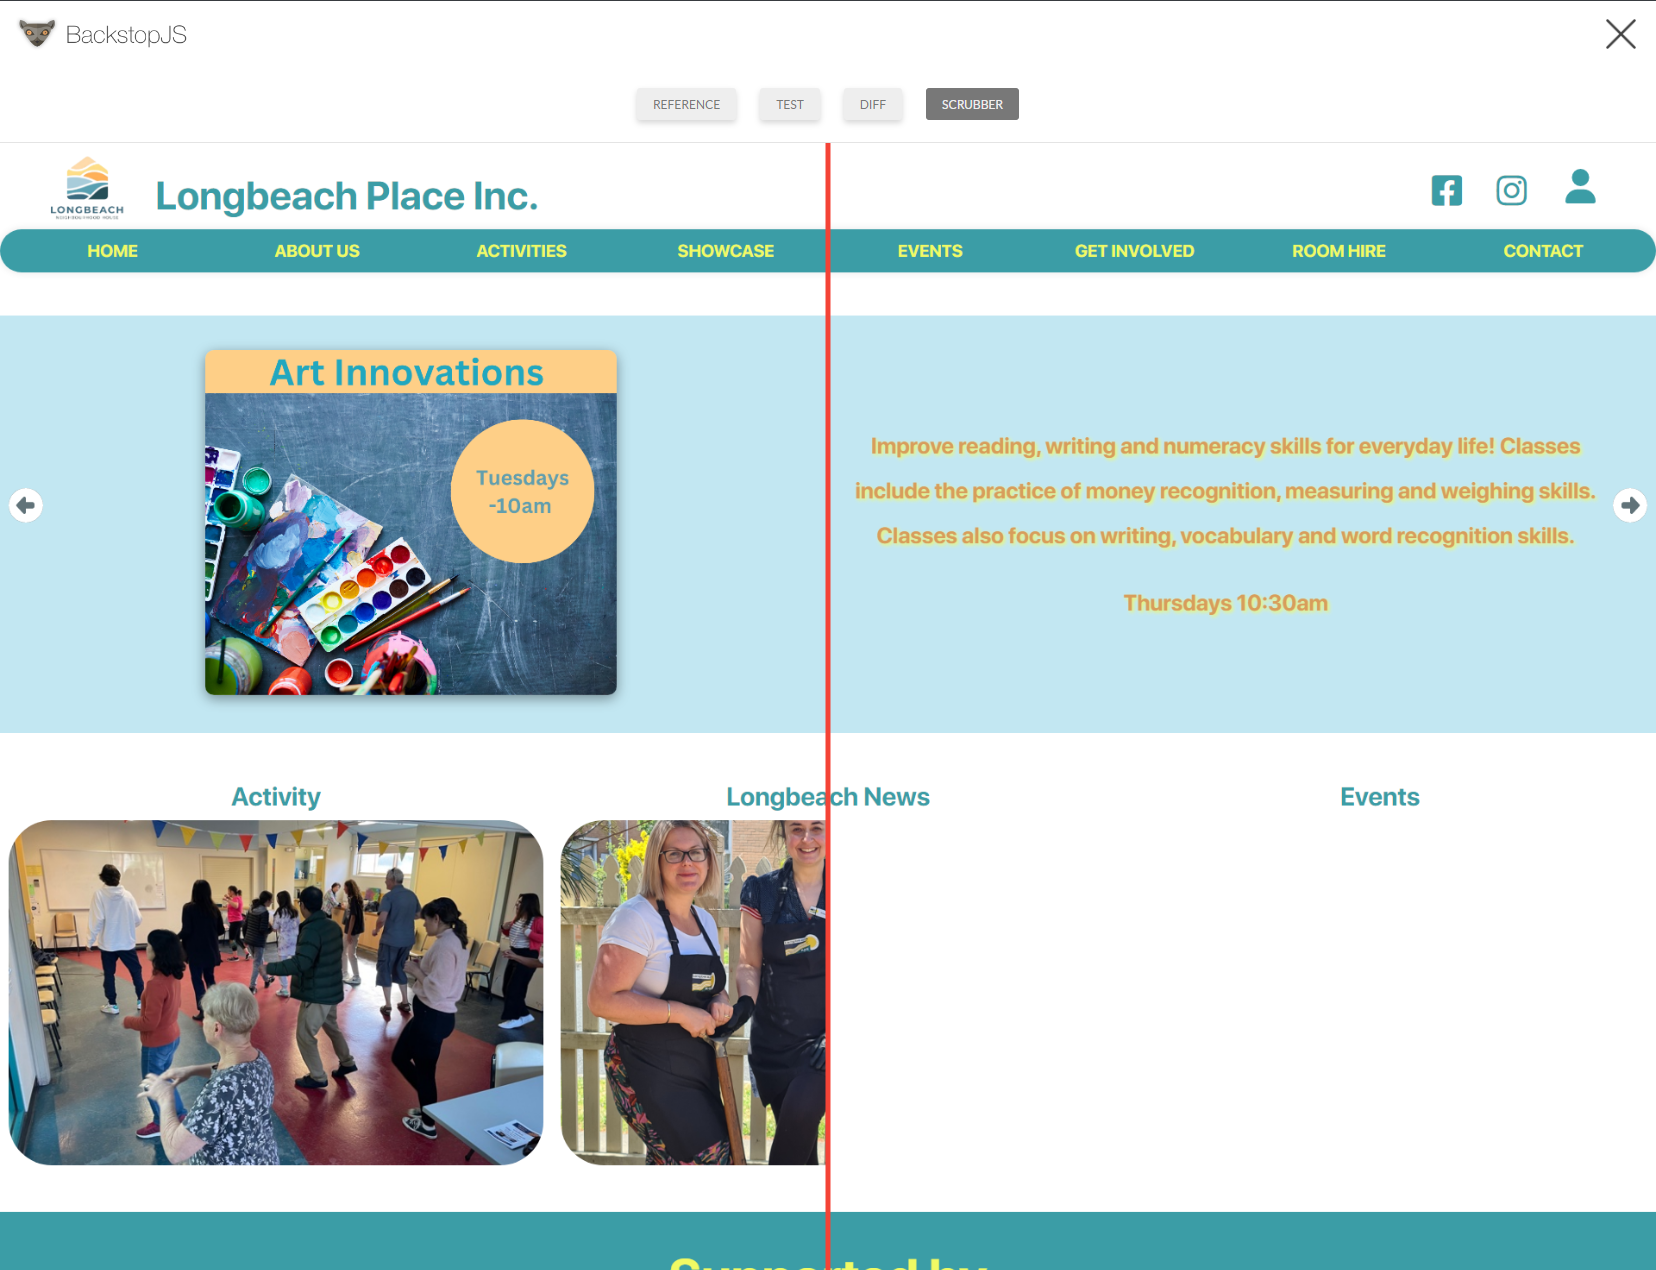 BackstopJS
REFERENCE TEST DIFF SCRUBBER
LONGBEACH
Longbeach Place Inc.
HOME ABOUT US ACTIVITIES SHOWCASE EVENTS GET INVOLVED ROOM HIRE CONTACT
Art Innovations
Tuesdays
-10am
Improve reading, writing and numeracy skills for everyday life! Classes
include the practice of money recognition, measuring and weighing skills.
Classes also focus on writing, vocabulary and word recognition skills.
Thursdays 10:30am
Activity
Longbeach News
Events
Supported by